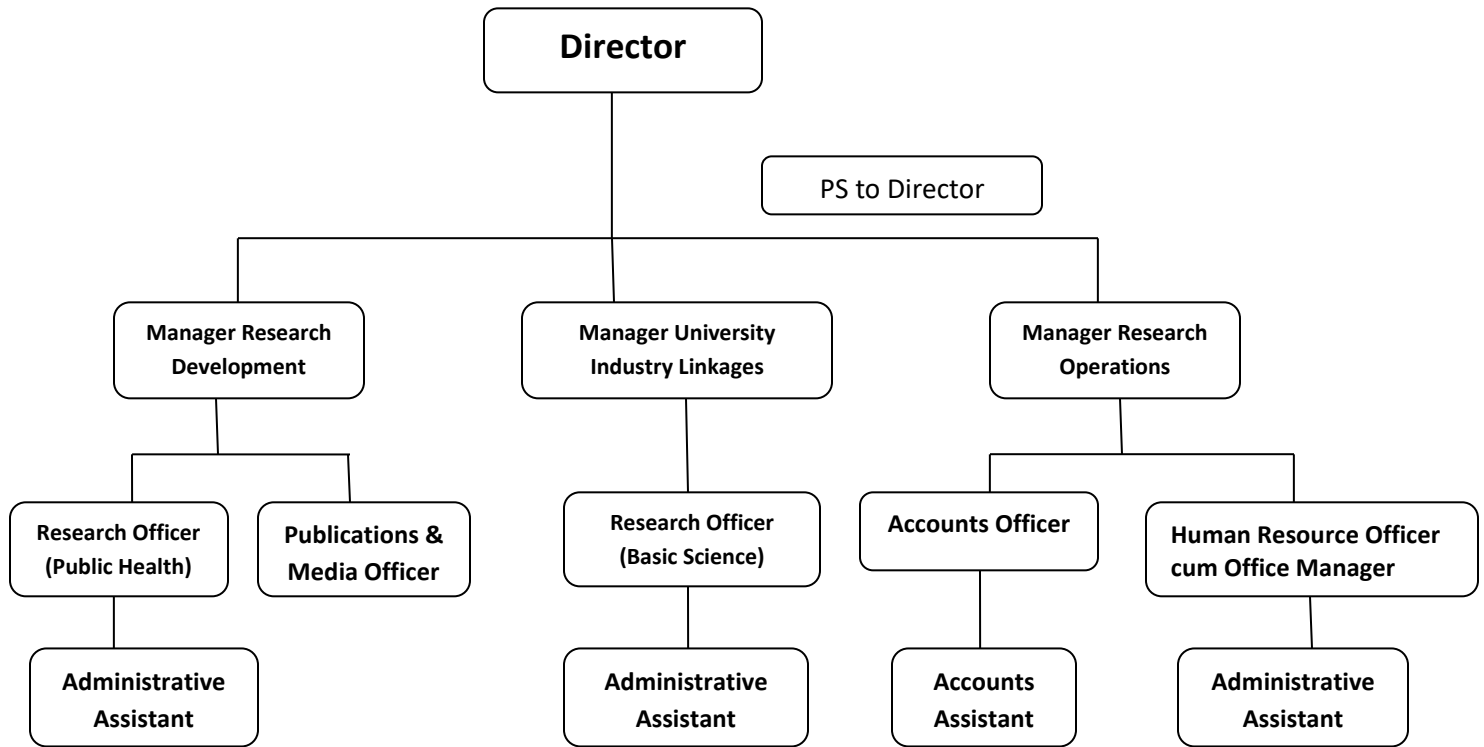 Director
PS to Director
Manager Research
Development
Manager University
Industry Linkages
Manager Research
Operations
Research Officer
(Public Health)
Publications &
Media Officer
Research Officer
(Basic Science)
Accounts Officer
Human Resource Officer
cum Office Manager
Administrative
Assistant
Administrative
Assistant
Accounts
Assistant
Administrative
Assistant